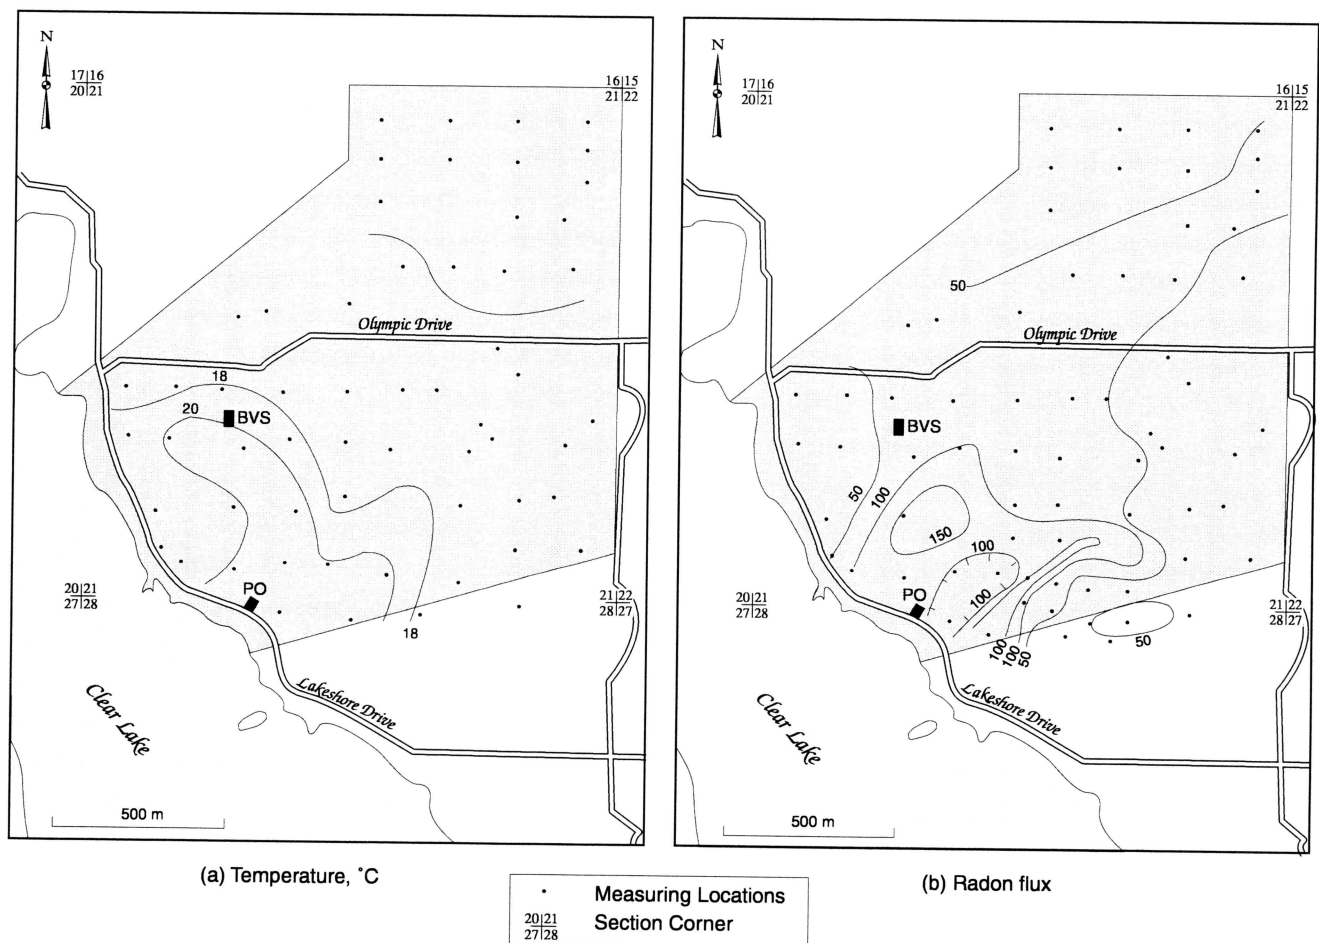 N
17|16
20|21
16|15
21|22
Olympic Drive
18
20
BVS
PO
20|21
27|28
21|22
28|27
18
Lakeshore Drive
Clear Lake
500 m
(a) Temperature, ˚C
N
17|16
20|21
16|15
21|22
50
Olympic Drive
BVS
50
100
150
100
PO
100
20|21
27|28
21|22
28|27
100
100
50
50
Lakeshore Drive
Clear Lake
500 m
(b) Radon flux
Measuring Locations
20|21
27|28
Section Corner